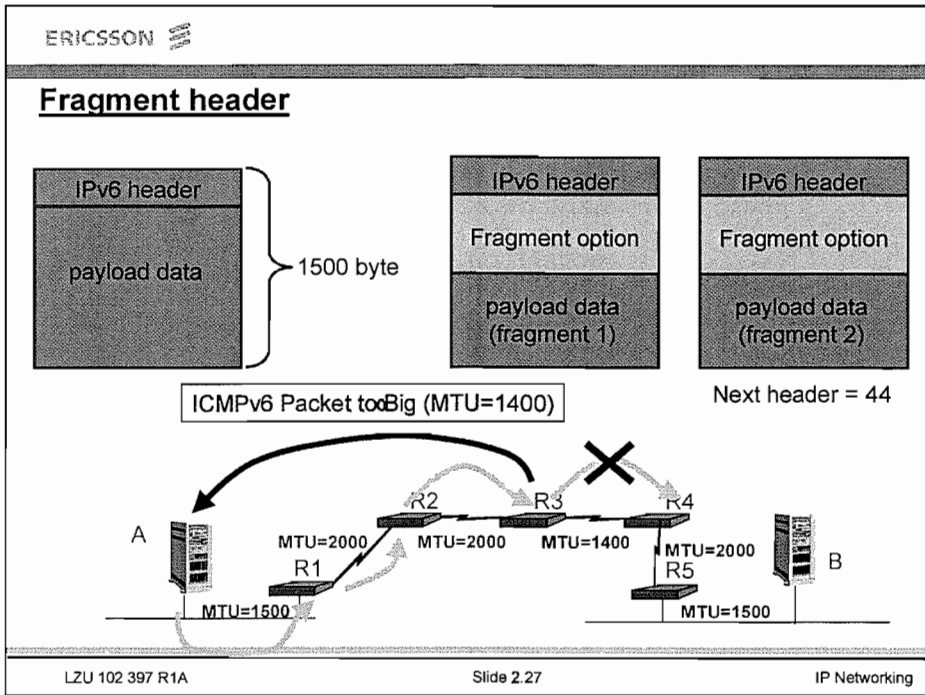 ERICSSON
Fragment header
IPv6 header
payload data
1500 byte
IPv6 header
Fragment option
payload data
(fragment 1)
IPv6 header
Fragment option
payload data
(fragment 2)
Next header = 44
ICMPv6 Packet tooBig (MTU=1400)
A
R1
R2
R3
R4
R5
B
MTU=1500
MTU=2000
MTU=2000
MTU=1400
MTU=2000
MTU=1500
LZU 102 397 R1A
Slide 2.27
IP Networking